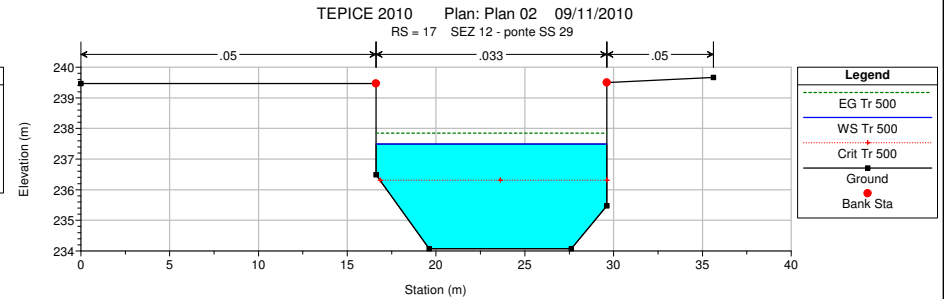 TEPICE 2010 Plan: Plan 02 09/11/2010
RS = 17 SEZ 12 - ponte SS 29
.05
.033
.05
240
239
238
237
236
235
234
Elevation (m)
0
5
10
15
20
25
30
35
40
Station (m)
Legend
EG Tr 500
WS Tr 500
Crit Tr 500
Ground
Bank Sta